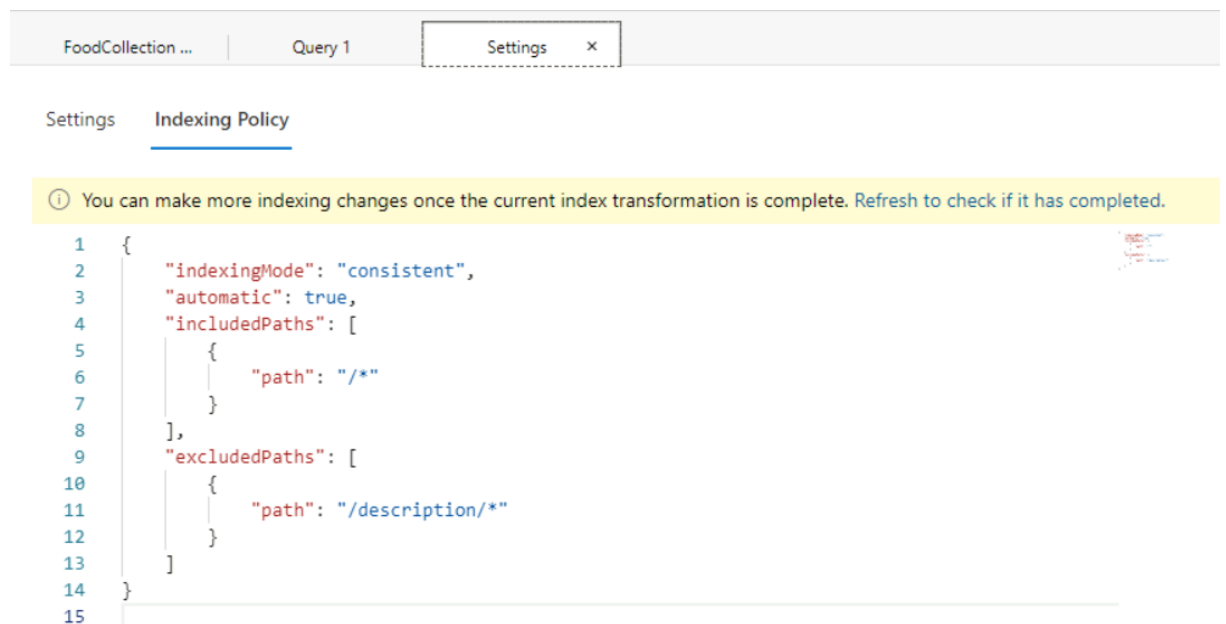 FoodCollection ... Query 1 Settings ×
Settings Indexing Policy
You can make more indexing changes once the current index transformation is complete. Refresh to check if it has completed.
1 {
2 "indexingMode": "consistent",
3 "automatic": true,
4 "includedPaths": [
5 {
6 "path": "/*"
7 }
8 ],
9 "excludedPaths": [
10 {
11 "path": "/description/*"
12 }
13 ]
14 }
15